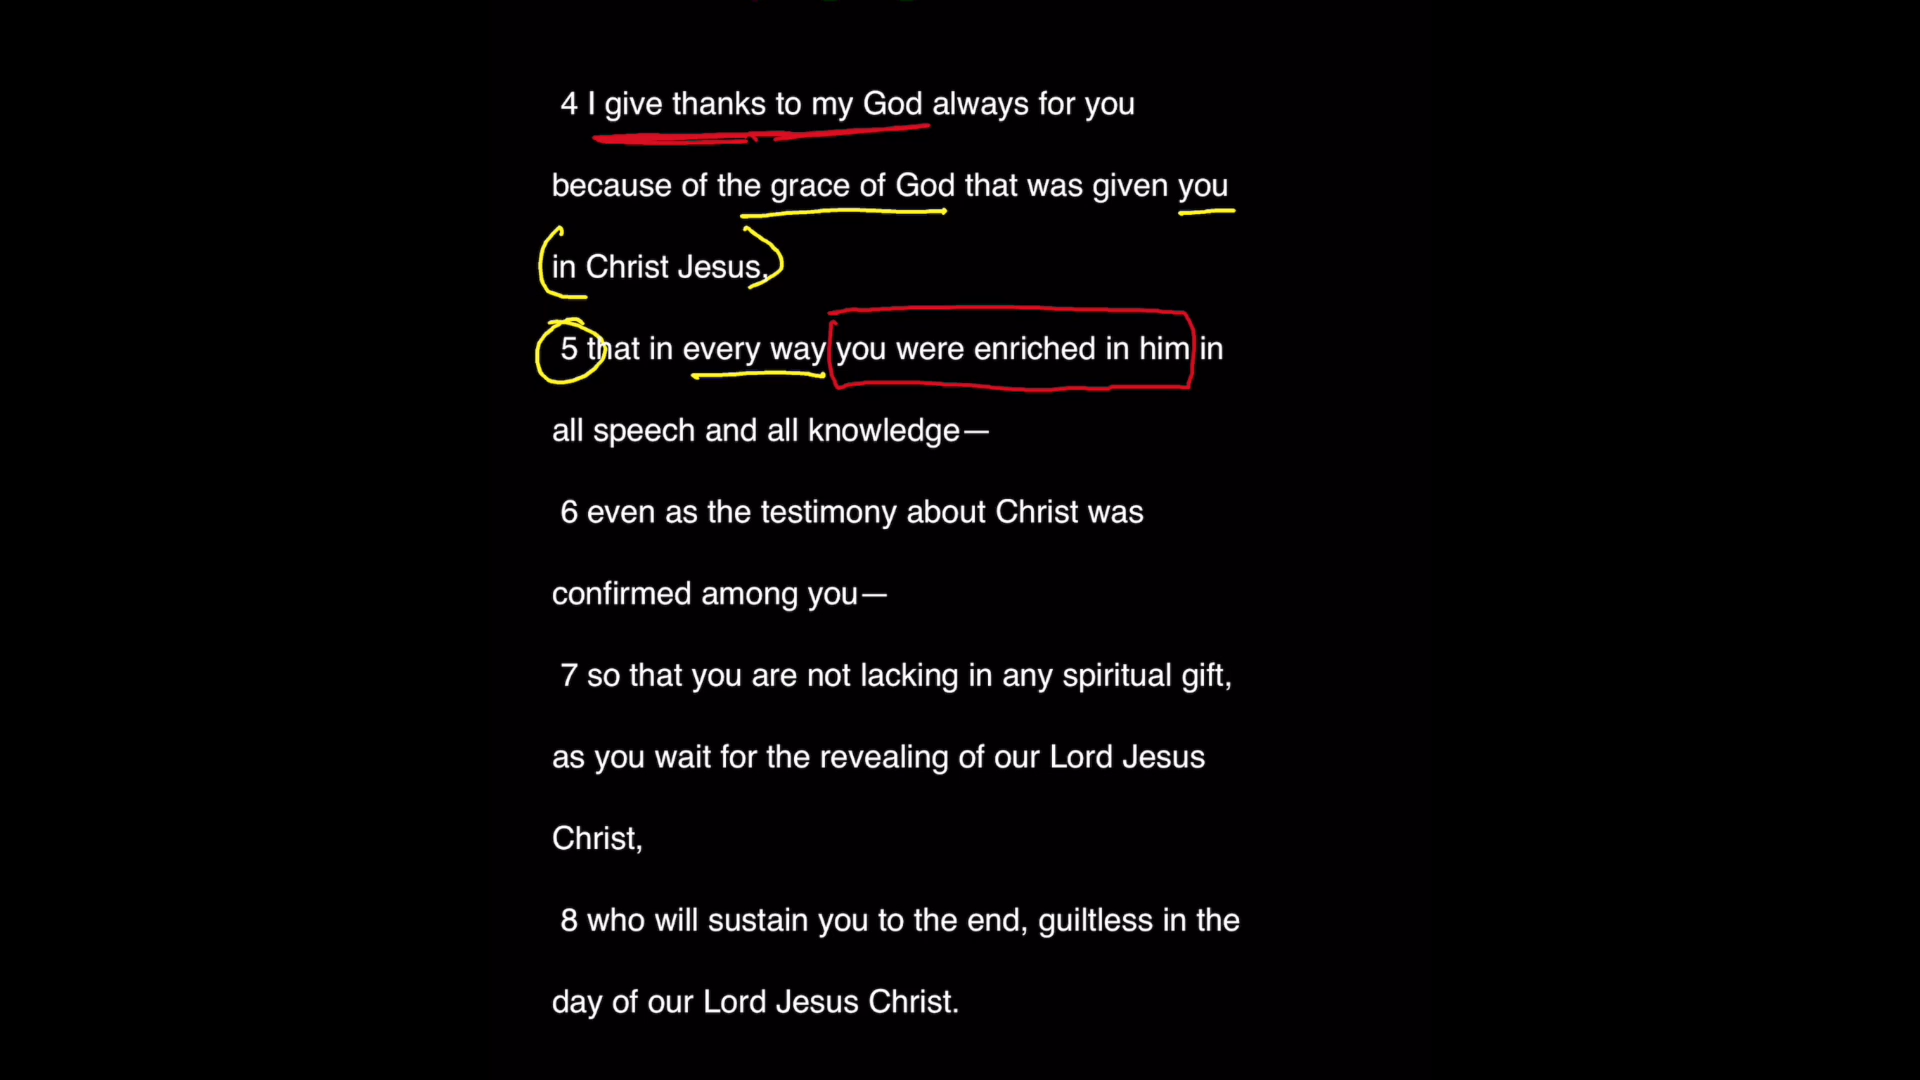 4 I give thanks to my God always for you
because of the grace of God that was given you
in Christ Jesus,
5 that in every way you were enriched in him in
all speech and all knowledge—
6 even as the testimony about Christ was
confirmed among you—
7 so that you are not lacking in any spiritual gift,
as you wait for the revealing of our Lord Jesus
Christ,
8 who will sustain you to the end, guiltless in the
day of our Lord Jesus Christ.